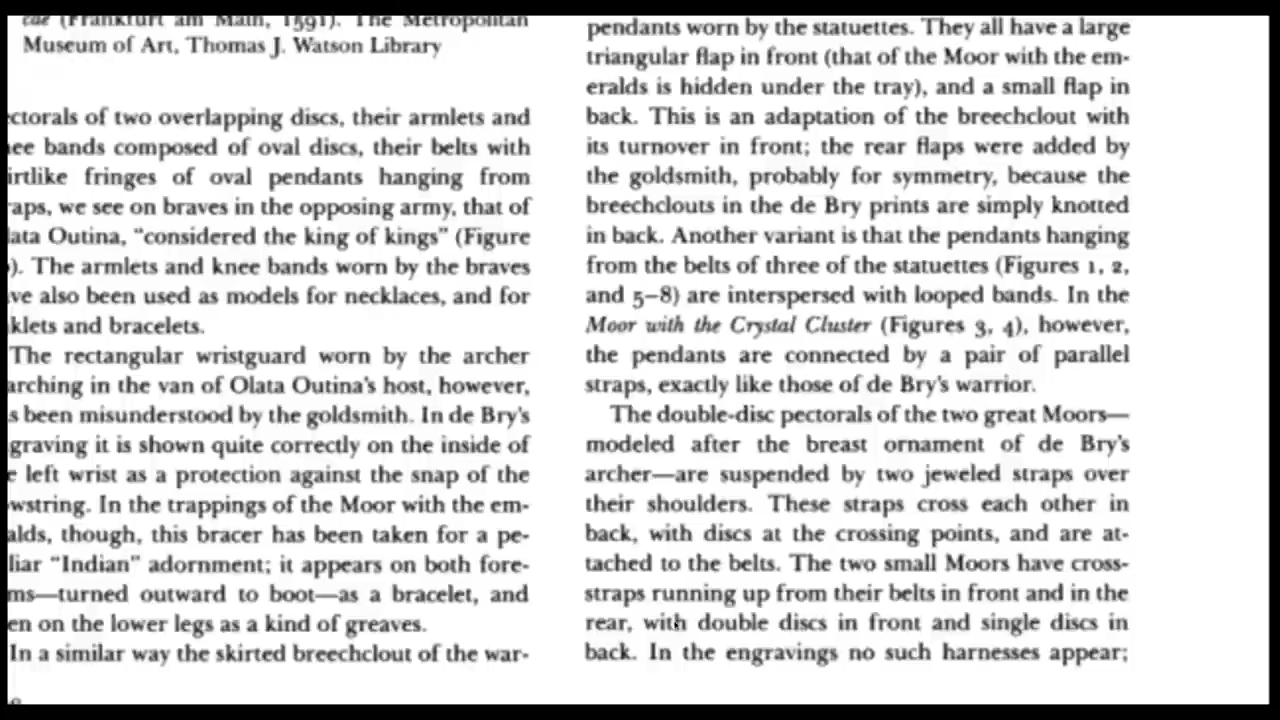 (Frankfurt am Main, 1591). The Metropolitan
Museum of Art, Thomas J. Watson Library
ctorals of two overlapping discs, their armlets and
ee bands composed of oval discs, their belts with
irtlike fringes of oval pendants hanging from
aps, we see on braves in the opposing army, that of
ata Outina, “considered the king of kings” (Figure
). The armlets and knee bands worn by the braves
ve also been used as models for necklaces, and for
klets and bracelets.
The rectangular wristguard worn by the archer
arching in the van of Olata Outina's host, however,
s been misunderstood by the goldsmith. In de Bry's
graving it is shown quite correctly on the inside of
e left wrist as a protection against the snap of the
wstring. In the trappings of the Moor with the em-
alds, though, this bracer has been taken for a pe-
liar “Indian” adornment; it appears on both fore-
ms—turned outward to boot—as a bracelet, and
en on the lower legs as a kind of greaves.
In a similar way the skirted breechclout of the war-
pendants worn by the statuettes. They all have a large
triangular flap in front (that of the Moor with the em-
eralds is hidden under the tray), and a small flap in
back. This is an adaptation of the breechclout with
its turnover in front; the rear flaps were added by
the goldsmith, probably for symmetry, because the
breechclouts in the de Bry prints are simply knotted
in back. Another variant is that the pendants hanging
from the belts of three of the statuettes (Figures 1, 2,
and 5–8) are interspersed with looped bands. In the
Moor with the Crystal Cluster (Figures 3, 4), however,
the pendants are connected by a pair of parallel
straps, exactly like those of de Bry's warrior.
The double-disc pectorals of the two great Moors—
modeled after the breast ornament of de Bry's
archer—are suspended by two jeweled straps over
their shoulders. These straps cross each other in
back, with discs at the crossing points, and are at-
tached to the belts. The two small Moors have cross-
straps running up from their belts in front and in the
rear, with double discs in front and single discs in
back. In the engravings no such harnesses appear;